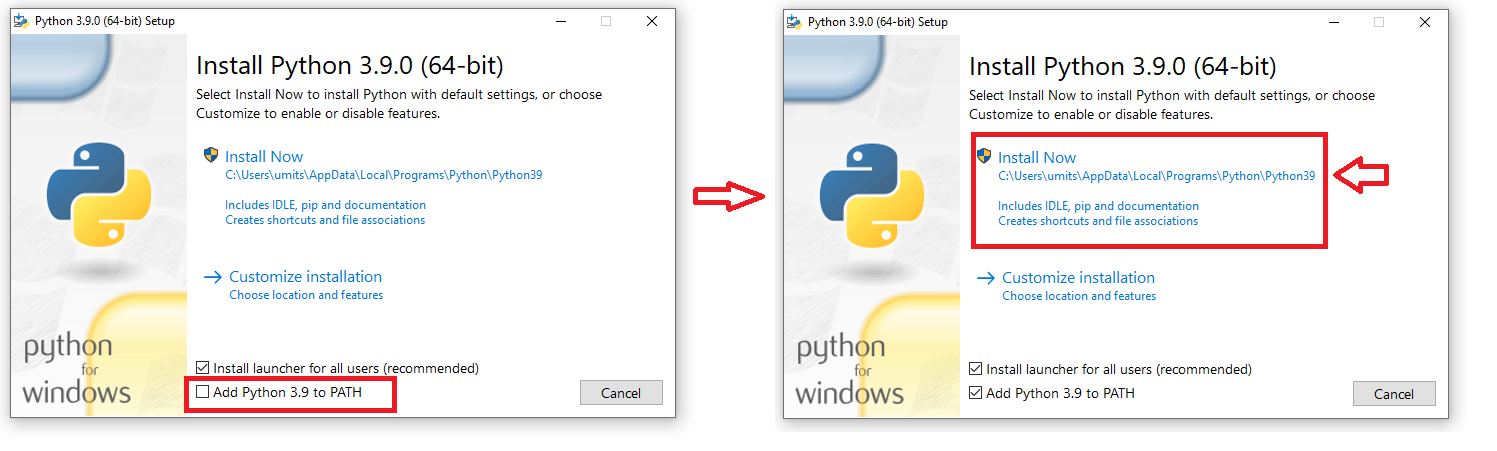 Python 3.9.0 (64-bit) Setup
Install Python 3.9.0 (64-bit)
Select Install Now to install Python with default settings, or choose
Customize to enable or disable features.
Install Now
C:\Users\umits\AppData\Local\Programs\Python\Python39
Includes IDLE, pip and documentation
Creates shortcuts and file associations
Customize installation
Choose location and features
python
for
windows
Install launcher for all users (recommended)
Add Python 3.9 to PATH
Cancel
Python 3.9.0 (64-bit) Setup
Install Python 3.9.0 (64-bit)
Select Install Now to install Python with default settings, or choose
Customize to enable or disable features.
Install Now
C:\Users\umits\AppData\Local\Programs\Python\Python39
Includes IDLE, pip and documentation
Creates shortcuts and file associations
Customize installation
Choose location and features
python
for
windows
Install launcher for all users (recommended)
Add Python 3.9 to PATH
Cancel